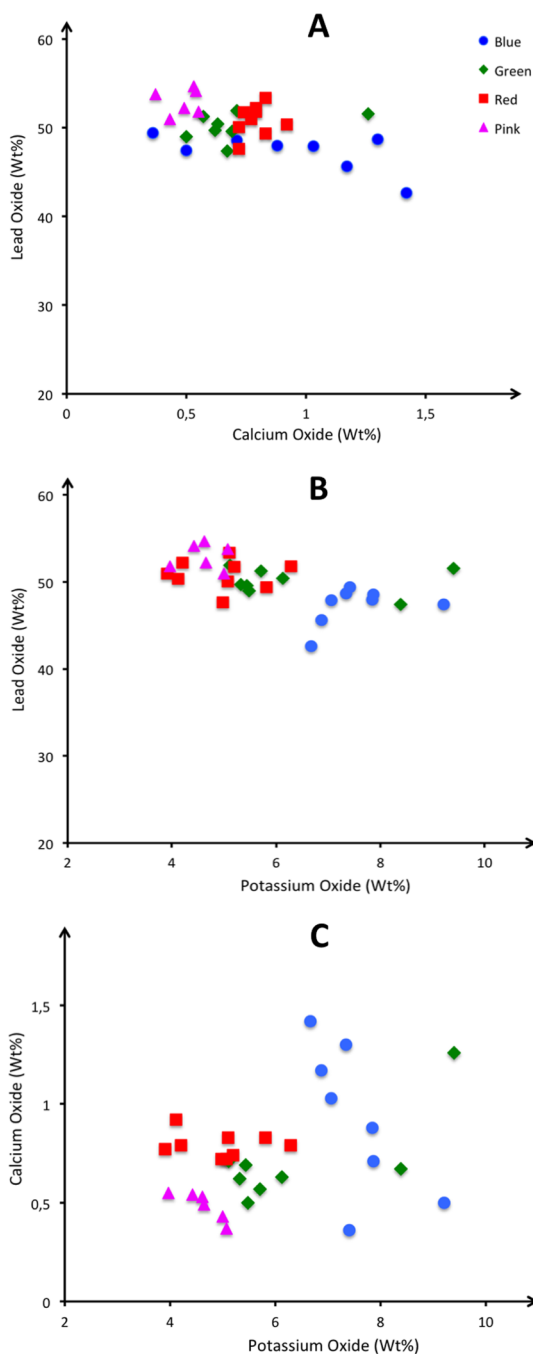 A
60
50
40
30
20
Lead Oxide (Wt%)
0
0,5
1
1,5
Calcium Oxide (Wt%)
Blue
Green
Red
Pink
B
60
50
40
30
20
Lead Oxide (Wt%)
2
4
6
8
10
Potassium Oxide (Wt%)
C
1,5
1
0,5
0
Calcium Oxide (Wt%)
2
4
6
8
10
Potassium Oxide (Wt%)